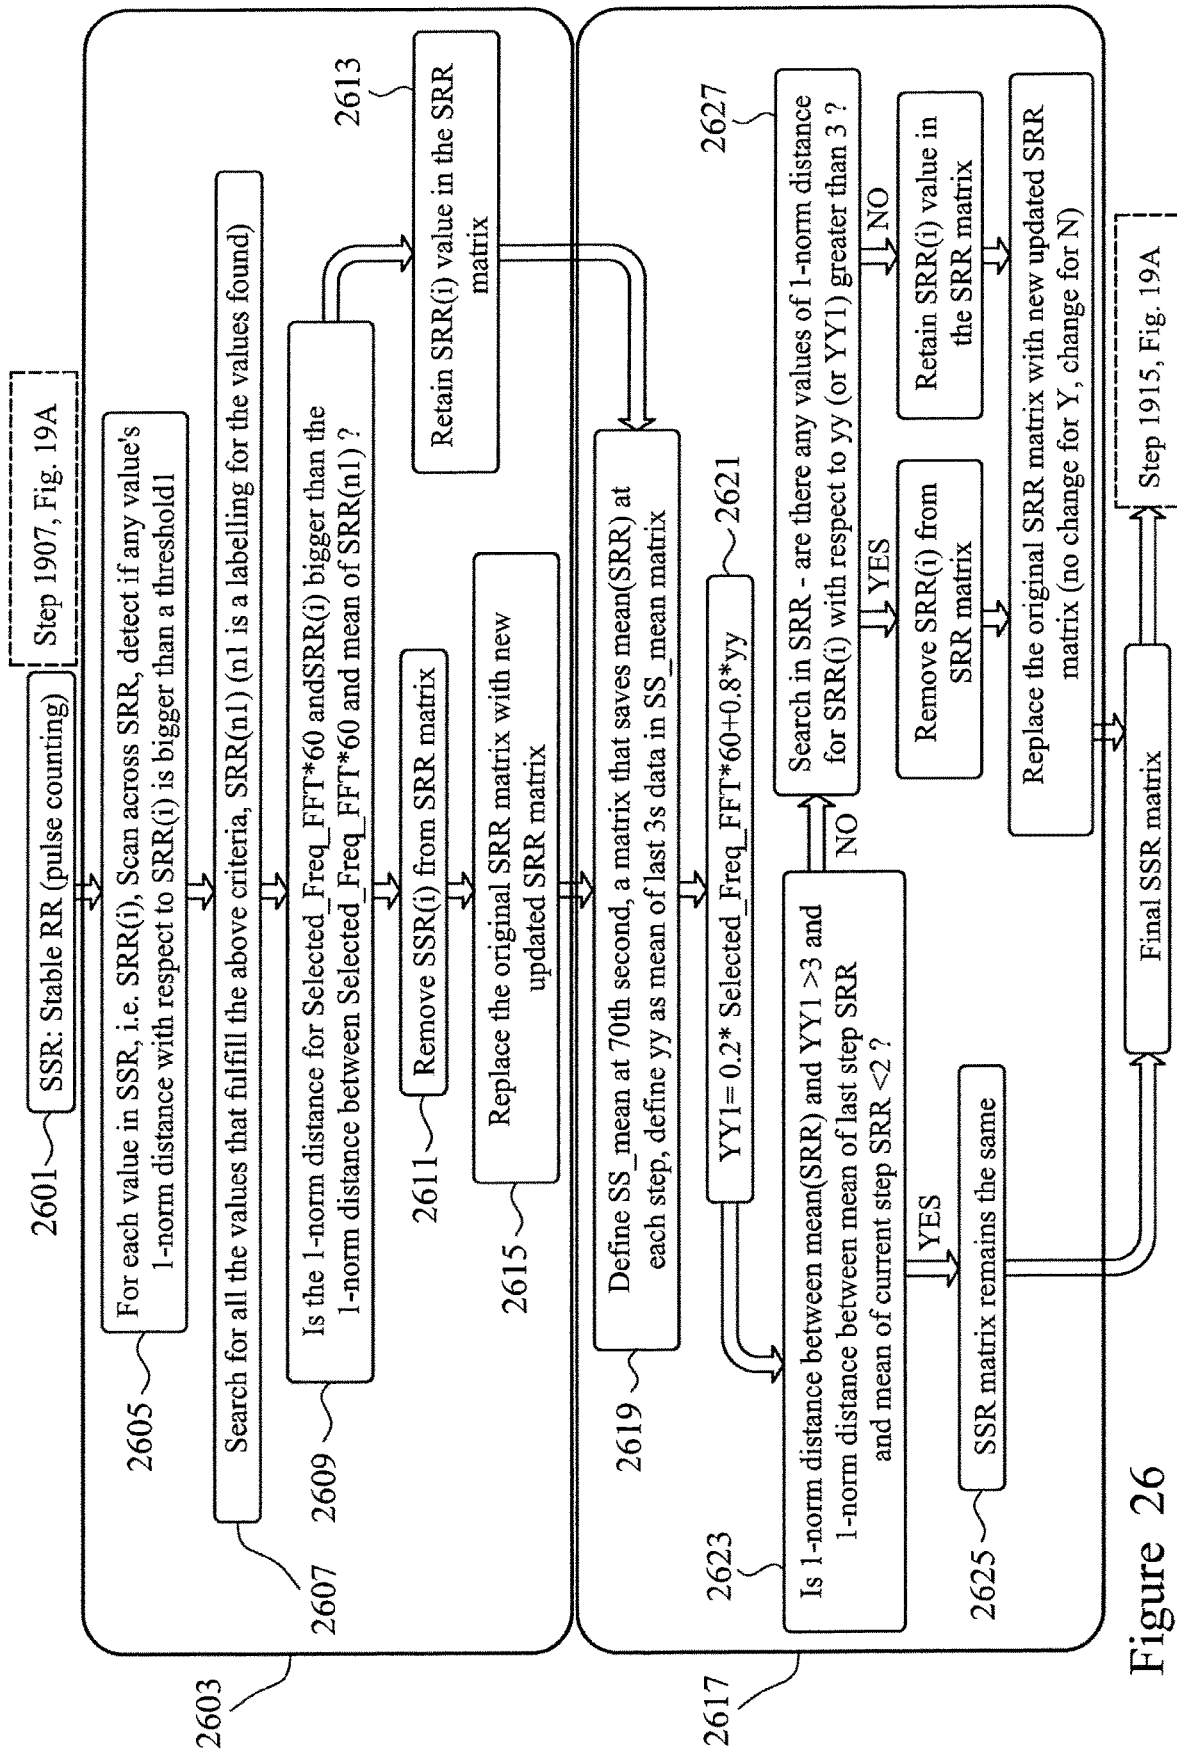 2601
SSR: Stable RR (pulse counting)
Step 1907, Fig. 19A
2603
2605
For each value in SSR, i.e. SRR(i), Scan across SRR, detect if any value's
1-norm distance with respect to SRR(i) is bigger than a threshold1
2607
Search for all the values that fulfill the above criteria, SRR(n1) (n1 is a labelling for the values found)
2609
Is the 1-norm distance for Selected_Freq_FFT*60 andSRR(i) bigger than the
1-norm distance between Selected_Freq_FFT*60 and mean of SRR(n1) ?
2611
Remove SSR(i) from SRR matrix
2613
Retain SRR(i) value in the SRR
matrix
2615
Replace the original SRR matrix with new
updated SRR matrix
2617
2619
Define SS_mean at 70th second, a matrix that saves mean(SRR) at
each step, define yy as mean of last 3s data in SS_mean matrix
YY1= 0.2* Selected_Freq_FFT*60+0.8*yy
2621
2623
Is 1-norm distance between mean(SRR) and YY1 >3 and
1-norm distance between mean of last step SRR
and mean of current step SRR <2 ?
NO
YES
2625
SSR matrix remains the same
2627
Search in SRR - are there any values of 1-norm distance
for SRR(i) with respect to yy (or YY1) greater than 3 ?
YES
NO
Remove SRR(i) from
SRR matrix
Retain SRR(i) value in
the SRR matrix
Replace the original SRR matrix with new updated SRR
matrix (no change for Y, change for N)
Final SSR matrix
Step 1915, Fig. 19A
Figure 26